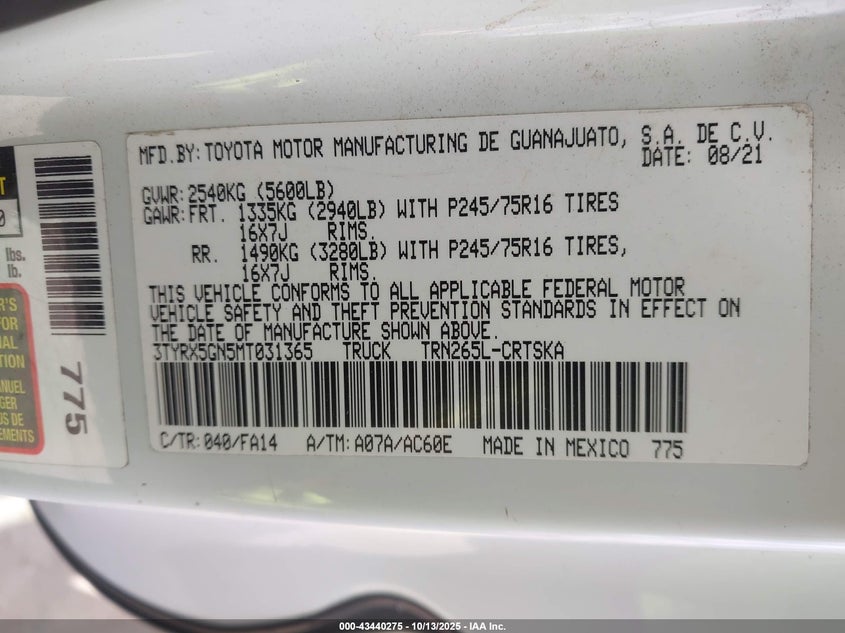 MFD.BY:TOYOTA MOTOR MANUFACTURING DE GUANAJUATO, S.A. DE C.V.
DATE: 08/21
GVWR:2540KG (5600LB)
GAWR:FRT. 1335KG (2940LB) WITH P245/75R16 TIRES
16X7J RIMS.
RR. 1490KG (3280LB) WITH P245/75R16 TIRES,
16X7J RIMS.
THIS VEHICLE CONFORMS TO ALL APPLICABLE FEDERAL MOTOR
VEHICLE SAFETY AND THEFT PREVENTION STANDARDS IN EFFECT ON
THE DATE OF MANUFACTURE SHOWN ABOVE.
3TYRX5GN5MT031365 TRUCK TRN265L-CRTSKA
C/TR:040/FA14 A/TM:A07A/AC60E MADE IN MEXICO 775
lbs.
lb.
FOR
775
000-43440275 - 10/13/2025 - IAA Inc.